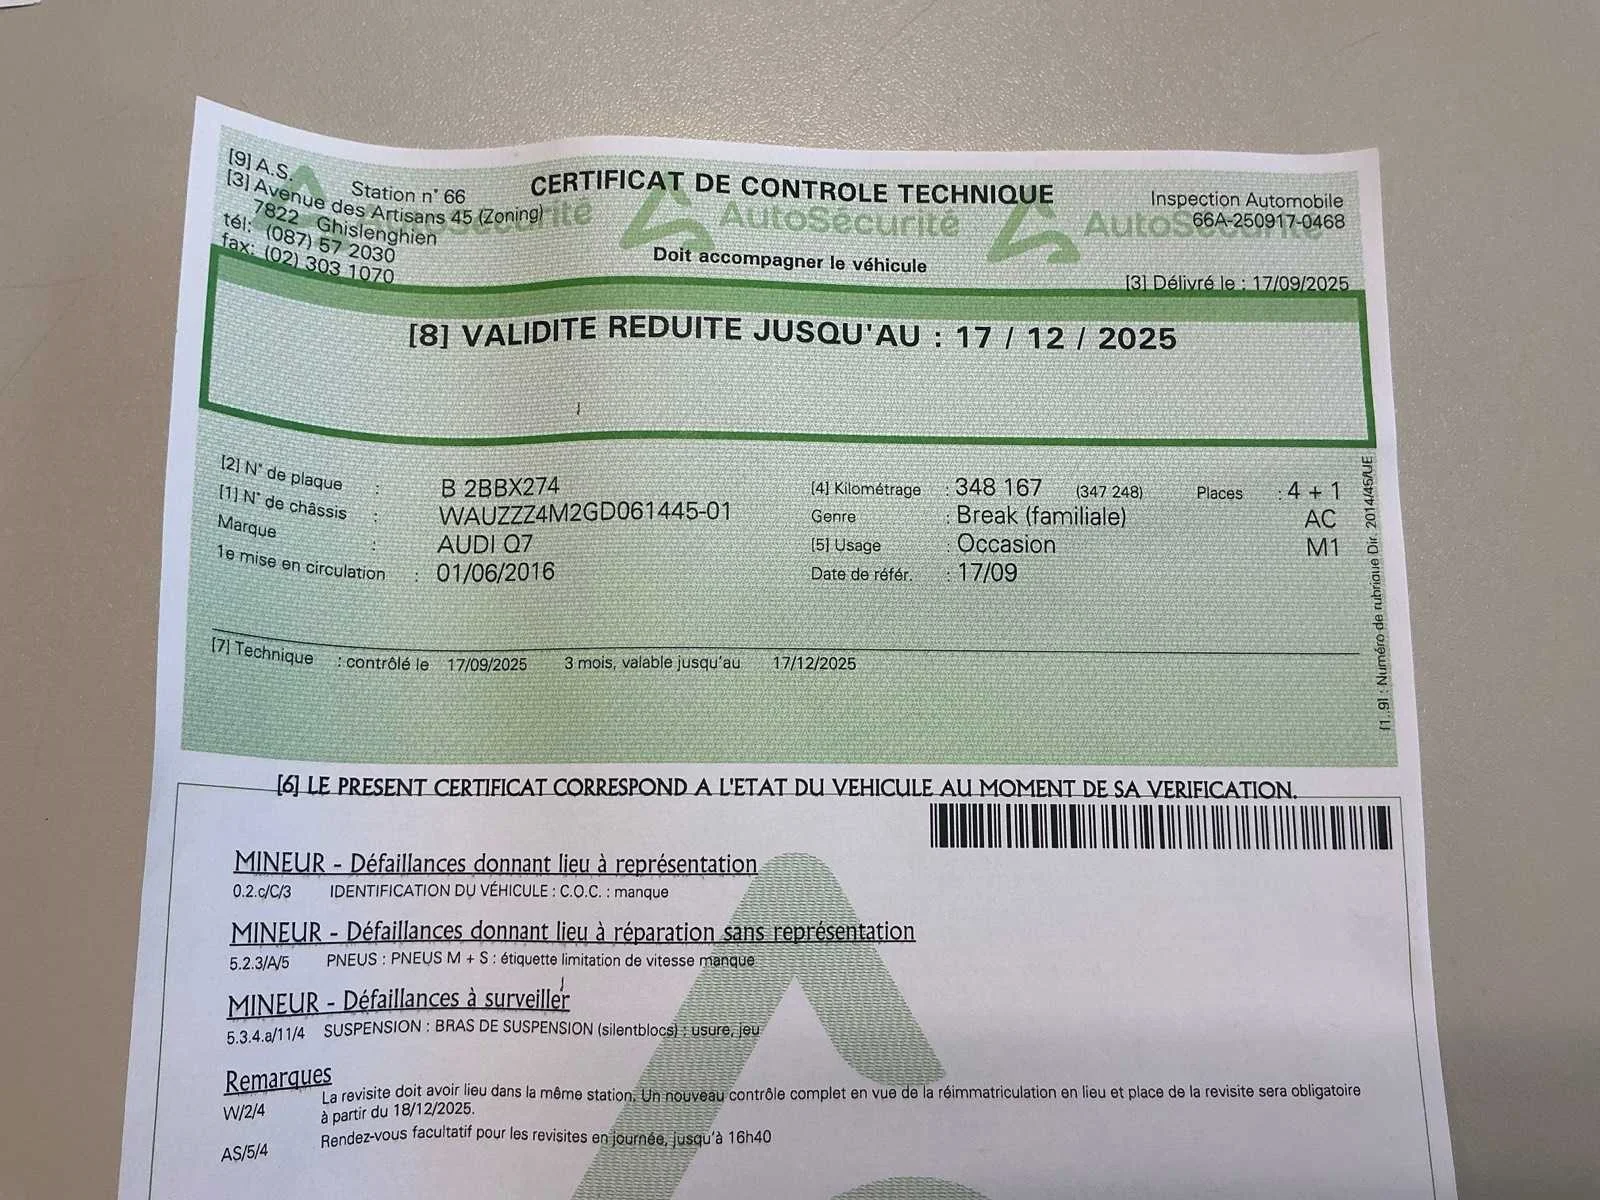 [9] A.S. Station n° 66
[3] Avenue des Artisans 45 (Zoning)
7822 Ghislenghien
tél: (087) 57 2030
fax: (02) 303 1070
CERTIFICAT DE CONTROLE TECHNIQUE
AutoSécurité
Doit accompagner le véhicule
Inspection Automobile
66A-250917-0468
[3] Délivré le : 17/09/2025
[8] VALIDITE REDUITE JUSQU'AU : 17 / 12 / 2025
[2] N° de plaque : B 2BBX274
[1] N° de châssis : WAUZZZ4M2GD061445-01
Marque : AUDI Q7
1e mise en circulation : 01/06/2016
[4] Kilométrage : 348 167 (347 248) Places : 4 + 1
Genre : Break (familiale) AC
[5] Usage : Occasion M1
Date de référ. : 17/09
[1..9] : Numéro de rubrique Dir. 2014/45/UE
[7] Technique : contrôlé le 17/09/2025 3 mois, valable jusqu'au 17/12/2025
[6] LE PRESENT CERTIFICAT CORRESPOND A L'ETAT DU VEHICULE AU MOMENT DE SA VERIFICATION.
MINEUR - Défaillances donnant lieu à représentation
0.2.c/C/3 IDENTIFICATION DU VÉHICULE : C.O.C. : manque
MINEUR - Défaillances donnant lieu à réparation sans représentation
5.2.3/A/5 PNEUS : PNEUS M + S : étiquette limitation de vitesse manque
MINEUR - Défaillances à surveiller
5.3.4.a/11/4 SUSPENSION : BRAS DE SUSPENSION (silentblocs) : usure, jeu
Remarques
W/2/4 La revisite doit avoir lieu dans la même station. Un nouveau contrôle complet en vue de la réimmatriculation en lieu et place de la revisite sera obligatoire
à partir du 18/12/2025.
AS/5/4 Rendez-vous facultatif pour les revisites en journée, jusqu'à 16h40